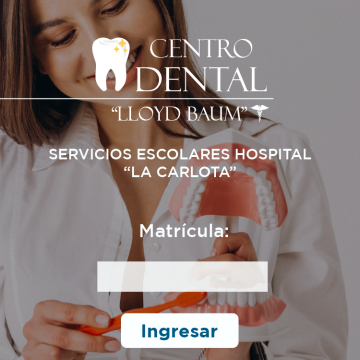 CENTRO
DENTAL
“LLOYD BAUM”
SERVICIOS ESCOLARES HOSPITAL
“LA CARLOTA”
Matrícula:
Ingresar